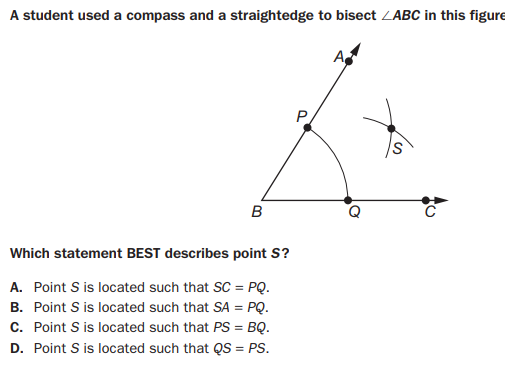 A student used a compass and a straightedge to bisect ∠ABC in this figure
A
P
S
B
Q
C
Which statement BEST describes point S?
A. Point S is located such that SC = PQ.
B. Point S is located such that SA = PQ.
C. Point S is located such that PS = BQ.
D. Point S is located such that QS = PS.